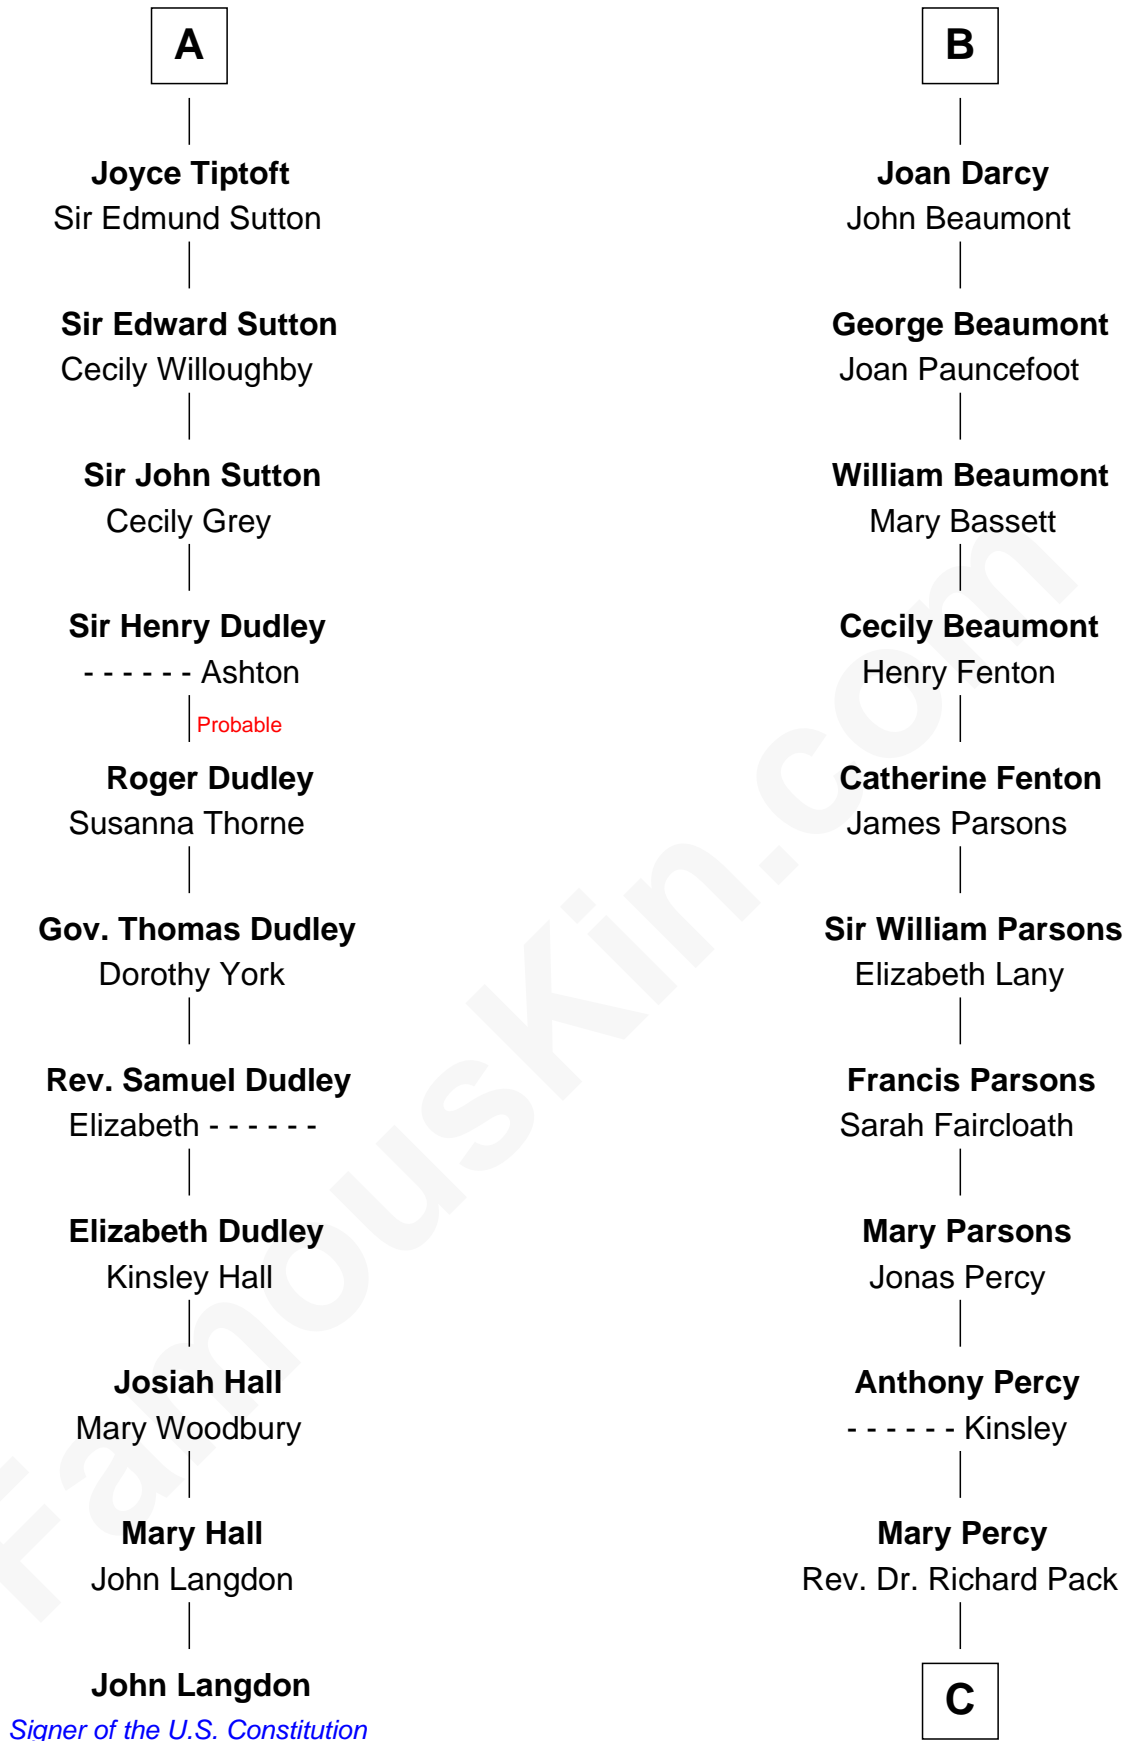 A
Joyce Tiptoft
Sir Edmund Sutton
Sir Edward Sutton
Cecily Willoughby
Sir John Sutton
Cecily Grey
Sir Henry Dudley
- - - - - - Ashton
Probable
Roger Dudley
Susanna Thorne
Gov. Thomas Dudley
Dorothy York
Rev. Samuel Dudley
Elizabeth - - - - - -
Elizabeth Dudley
Kinsley Hall
Josiah Hall
Mary Woodbury
Mary Hall
John Langdon
John Langdon
Signer of the U.S. Constitution
B
Joan Darcy
John Beaumont
George Beaumont
Joan Pauncefoot
William Beaumont
Mary Bassett
Cecily Beaumont
Henry Fenton
Catherine Fenton
James Parsons
Sir William Parsons
Elizabeth Lany
Francis Parsons
Sarah Faircloath
Mary Parsons
Jonas Percy
Anthony Percy
- - - - - - Kinsley
Mary Percy
Rev. Dr. Richard Pack
C
FamousKin.com